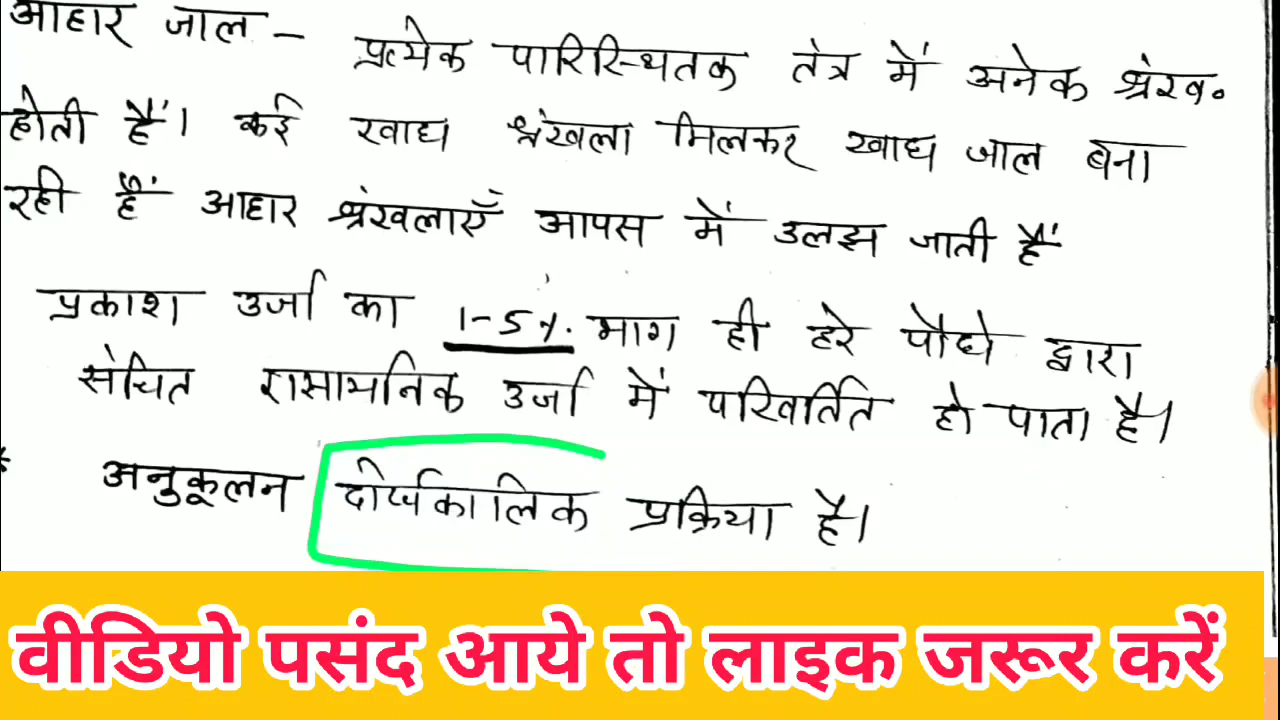 आहार जाल - प्रत्येक पारिस्थितक तंत्र में अनेक श्रंख.
होती हैं। कई खाद्य श्रंखला मिलकर खाद्य जाल बना
रही हैं आहार श्रंखलाएँ आपस में उलझ जाती हैं
प्रकाश उर्जा का 1-5%. भाग ही हरे पौधे द्वारा
संचित रासायनिक उर्जा में परिवर्तित हो पाता है।
* अनुकूलन दीर्घकालिक प्रक्रिया है।
वीडियो पसंद आये तो लाइक जरूर करें